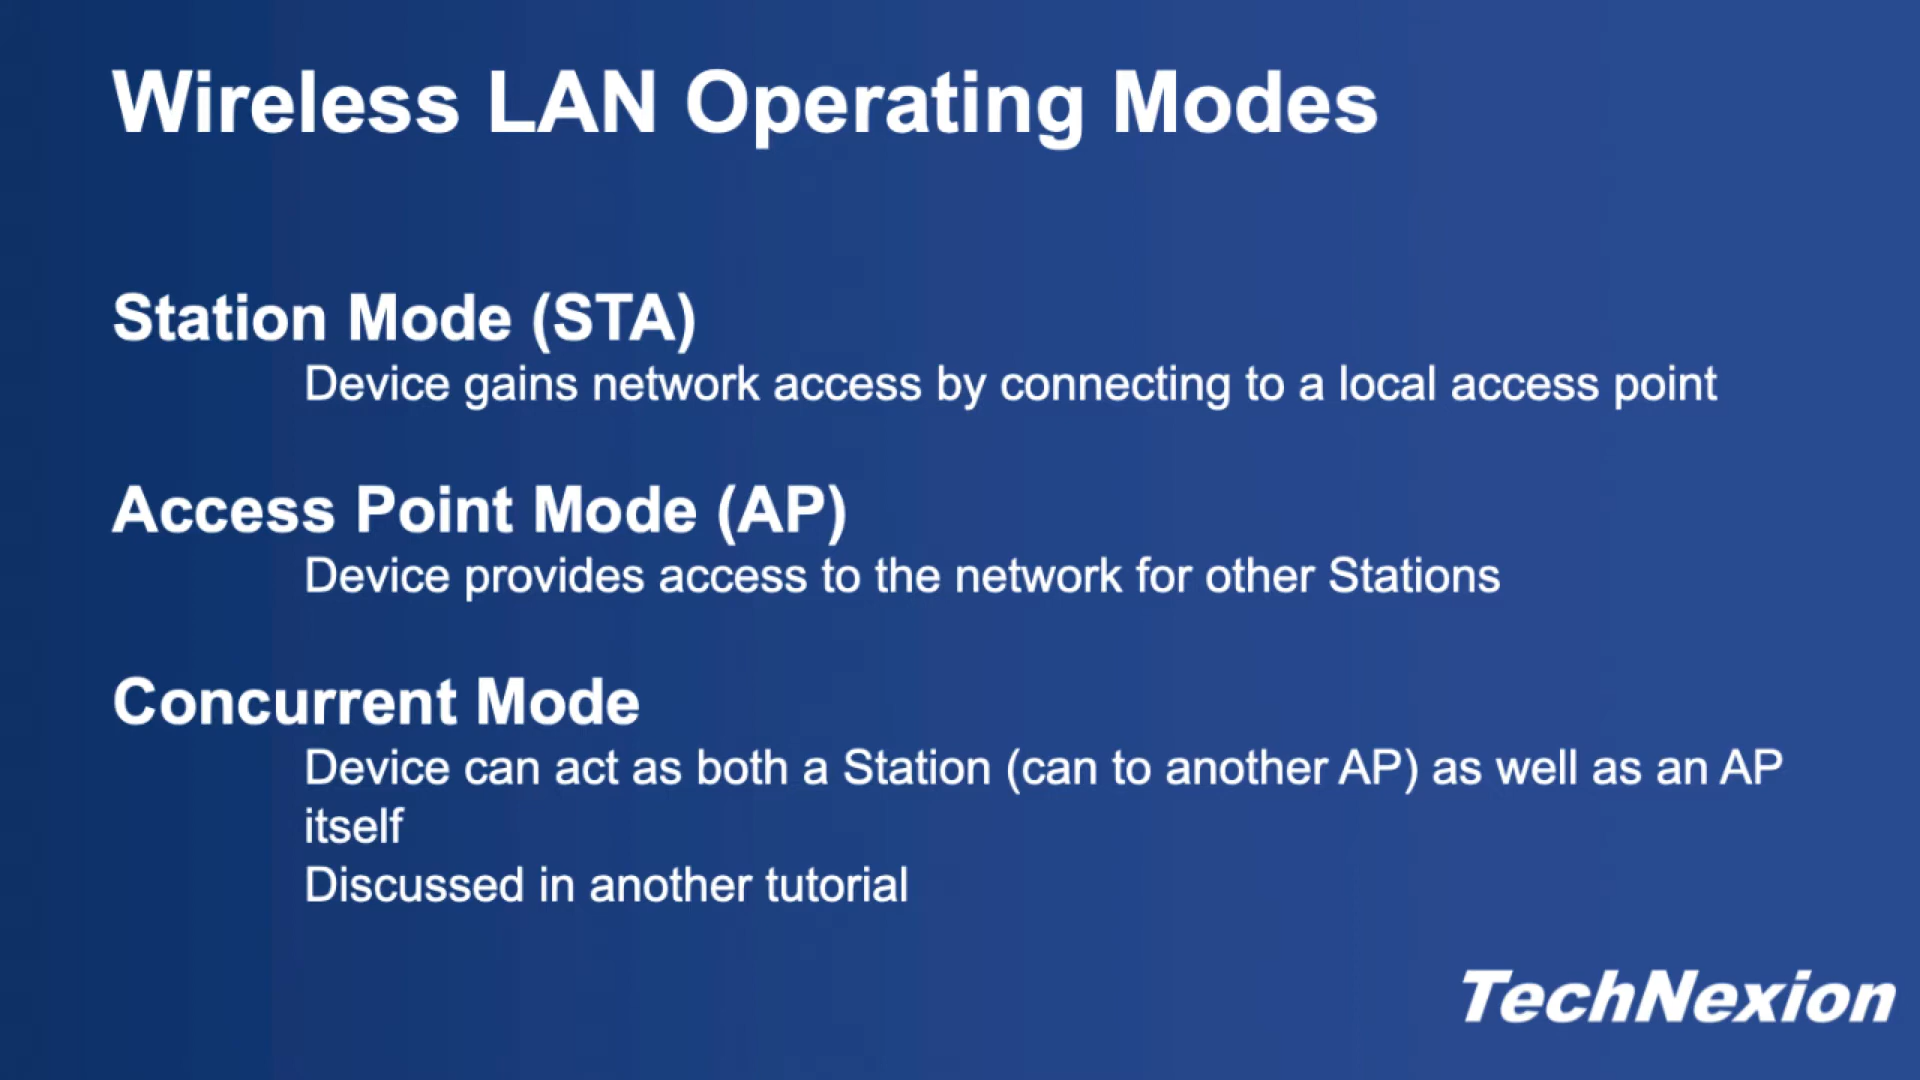 Wireless LAN Operating Modes
Station Mode (STA)
Device gains network access by connecting to a local access point
Access Point Mode (AP)
Device provides access to the network for other Stations
Concurrent Mode
Device can act as both a Station (can to another AP) as well as an AP
itself
Discussed in another tutorial
TechNexion